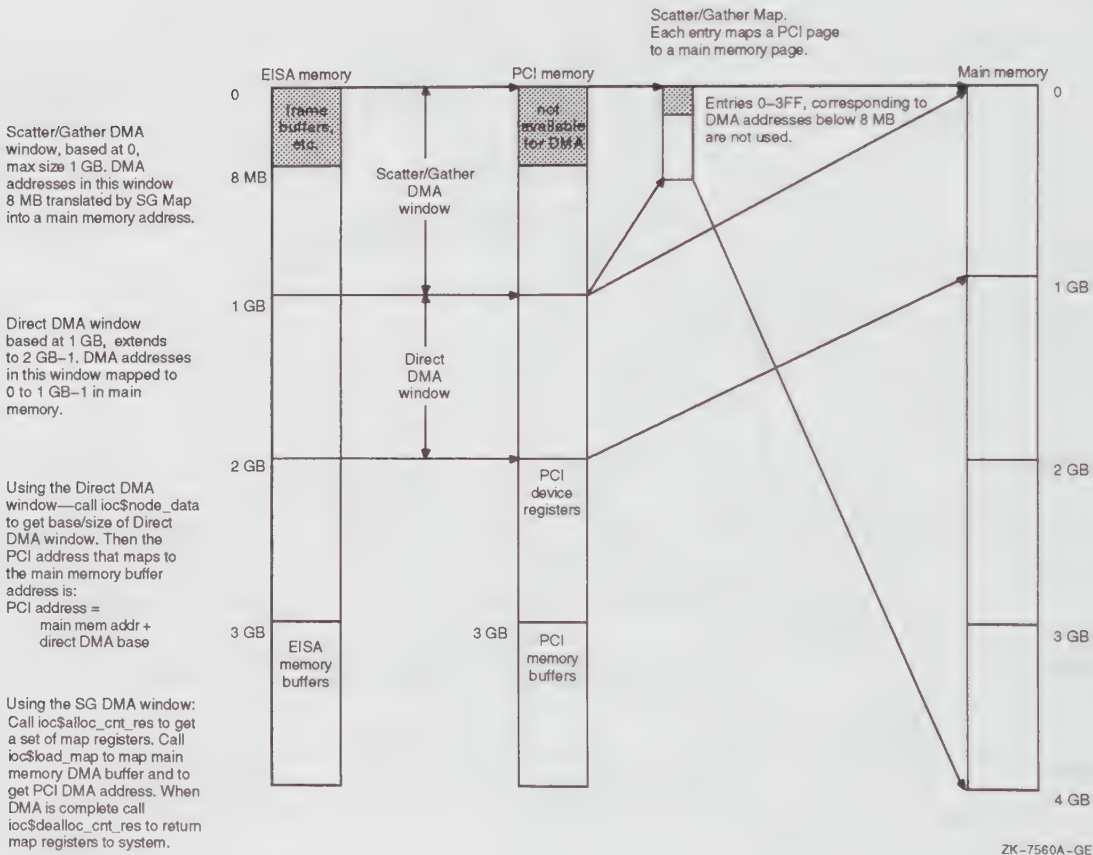 Scatter/Gather Map.
Each entry maps a PCI page
to a main memory page.
EISA memory
PCI memory
Main memory
0
frame
buffers,
etc.
not
available
for DMA
Entries 0–3FF, corresponding to
DMA addresses below 8 MB
are not used.
0
Scatter/Gather DMA
window, based at 0,
max size 1 GB. DMA
addresses in this window
8 MB translated by SG Map
into a main memory address.
8 MB
Scatter/Gather
DMA
window
1 GB
1 GB
Direct DMA window
based at 1 GB, extends
to 2 GB–1. DMA addresses
in this window mapped to
0 to 1 GB–1 in main
memory.
Direct
DMA
window
2 GB
PCI
device
registers
2 GB
Using the Direct DMA
window—call ioc$node_data
to get base/size of Direct
DMA window. Then the
PCI address that maps to
the main memory buffer
address is:
PCI address =
main mem addr +
direct DMA base
3 GB
EISA
memory
buffers
3 GB
PCI
memory
buffers
3 GB
Using the SG DMA window:
Call ioc$alloc_cnt_res to get
a set of map registers. Call
ioc$load_map to map main
memory DMA buffer and to
get PCI DMA address. When
DMA is complete call
ioc$dealloc_cnt_res to return
map registers to system.
4 GB
ZK–7560A–GE